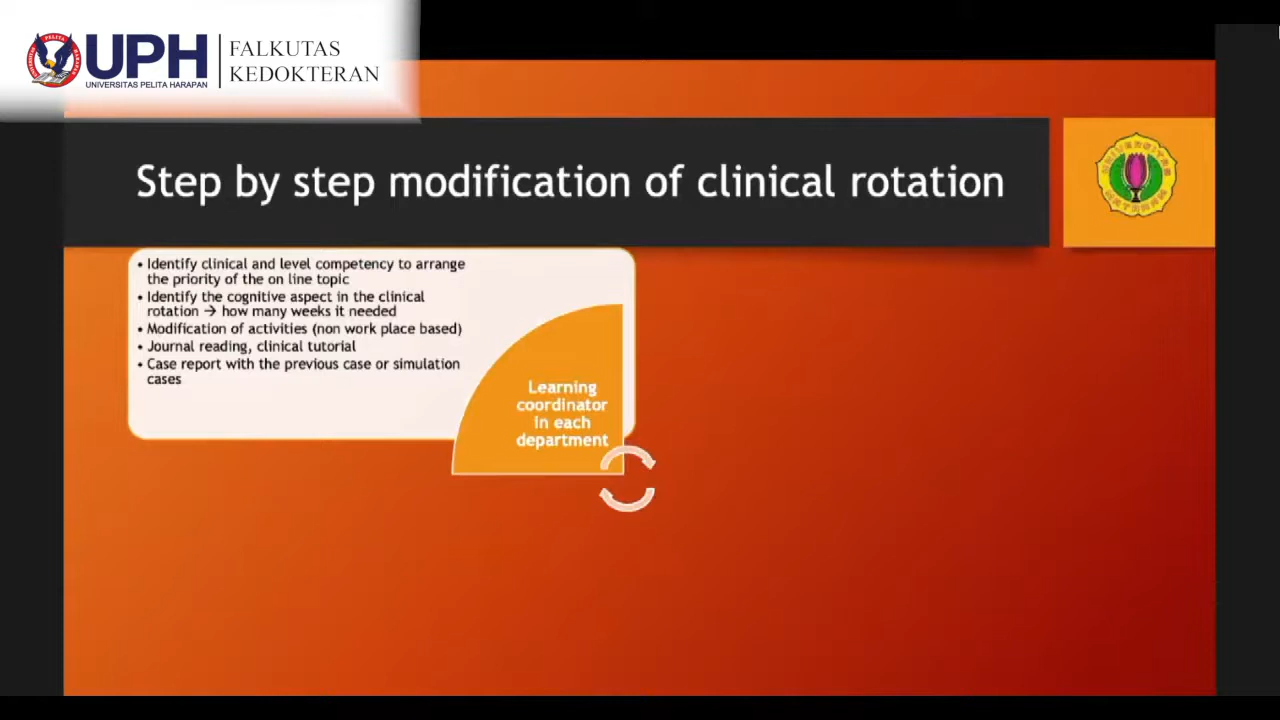 UPH
UNIVERSITAS PELITA HARAPAN
FALKUTAS
KEDOKTERAN
Step by step modification of clinical rotation
• Identify clinical and level competency to arrange
the priority of the on line topic
• Identify the cognitive aspect in the clinical
rotation → how many weeks it needed
• Modification of activities (non work place based)
• Journal reading, clinical tutorial
• Case report with the previous case or simulation
cases
Learning
coordinator
in each
department